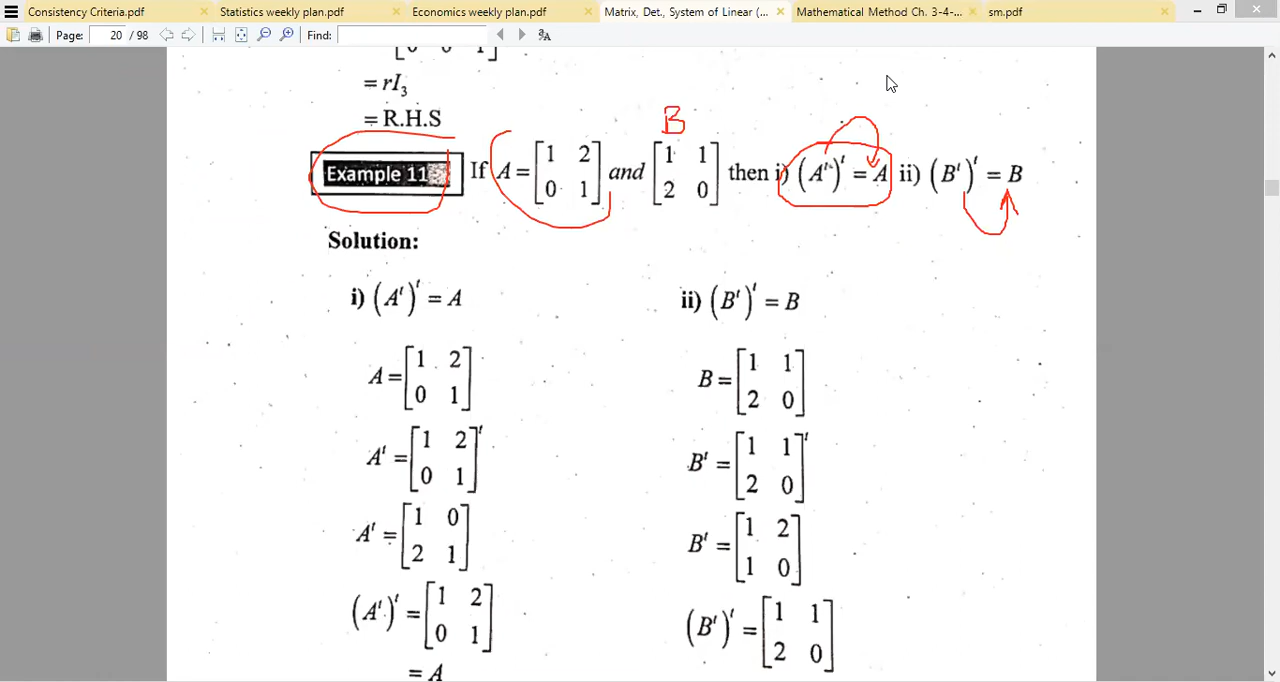 Consistency Criteria.pdf × Statistics weekly plan.pdf × Economics weekly plan.pdf × Matrix, Det., System of Linear (... × Mathematical Method Ch. 3-4-... × sm.pdf ×
Page: 20 / 98 Find:
[0 0 1]
= rI₃
= R.H.S
B
Example 11: If A = [1 2; 0 1] and [1 1; 2 0] then i) (A')' = A ii) (B')' = B
Solution:
i) (A')' = A
A = [1 2; 0 1]
A' = [1 2; 0 1]'
A' = [1 0; 2 1]
(A')' = [1 2; 0 1]
= A
ii) (B')' = B
B = [1 1; 2 0]
B' = [1 1; 2 0]'
B' = [1 2; 1 0]
(B')' = [1 1; 2 0]